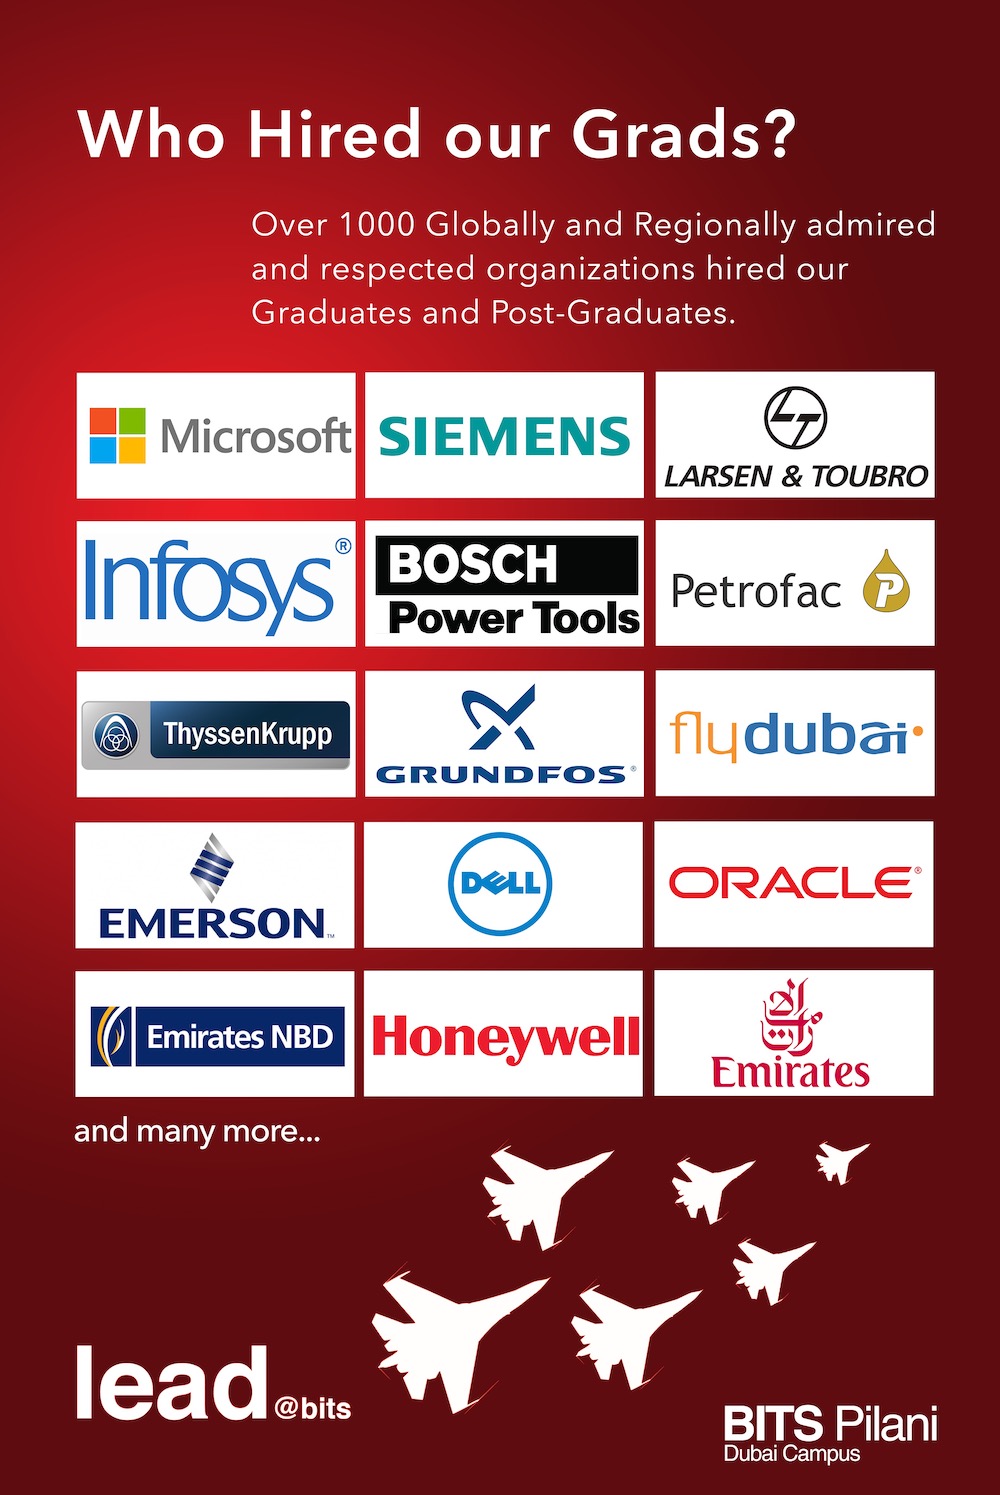 Who Hired our Grads?
Over 1000 Globally and Regionally admired
and respected organizations hired our
Graduates and Post-Graduates.
Microsoft
SIEMENS
LT
LARSEN & TOUBRO
Infosys®
BOSCH
Power Tools
Petrofac P
ThyssenKrupp
GRUNDFOS®
flydubai
EMERSON™
DELL
ORACLE®
Emirates NBD
Honeywell
الإمارات
Emirates
and many more...
lead @bits
BITS Pilani
Dubai Campus